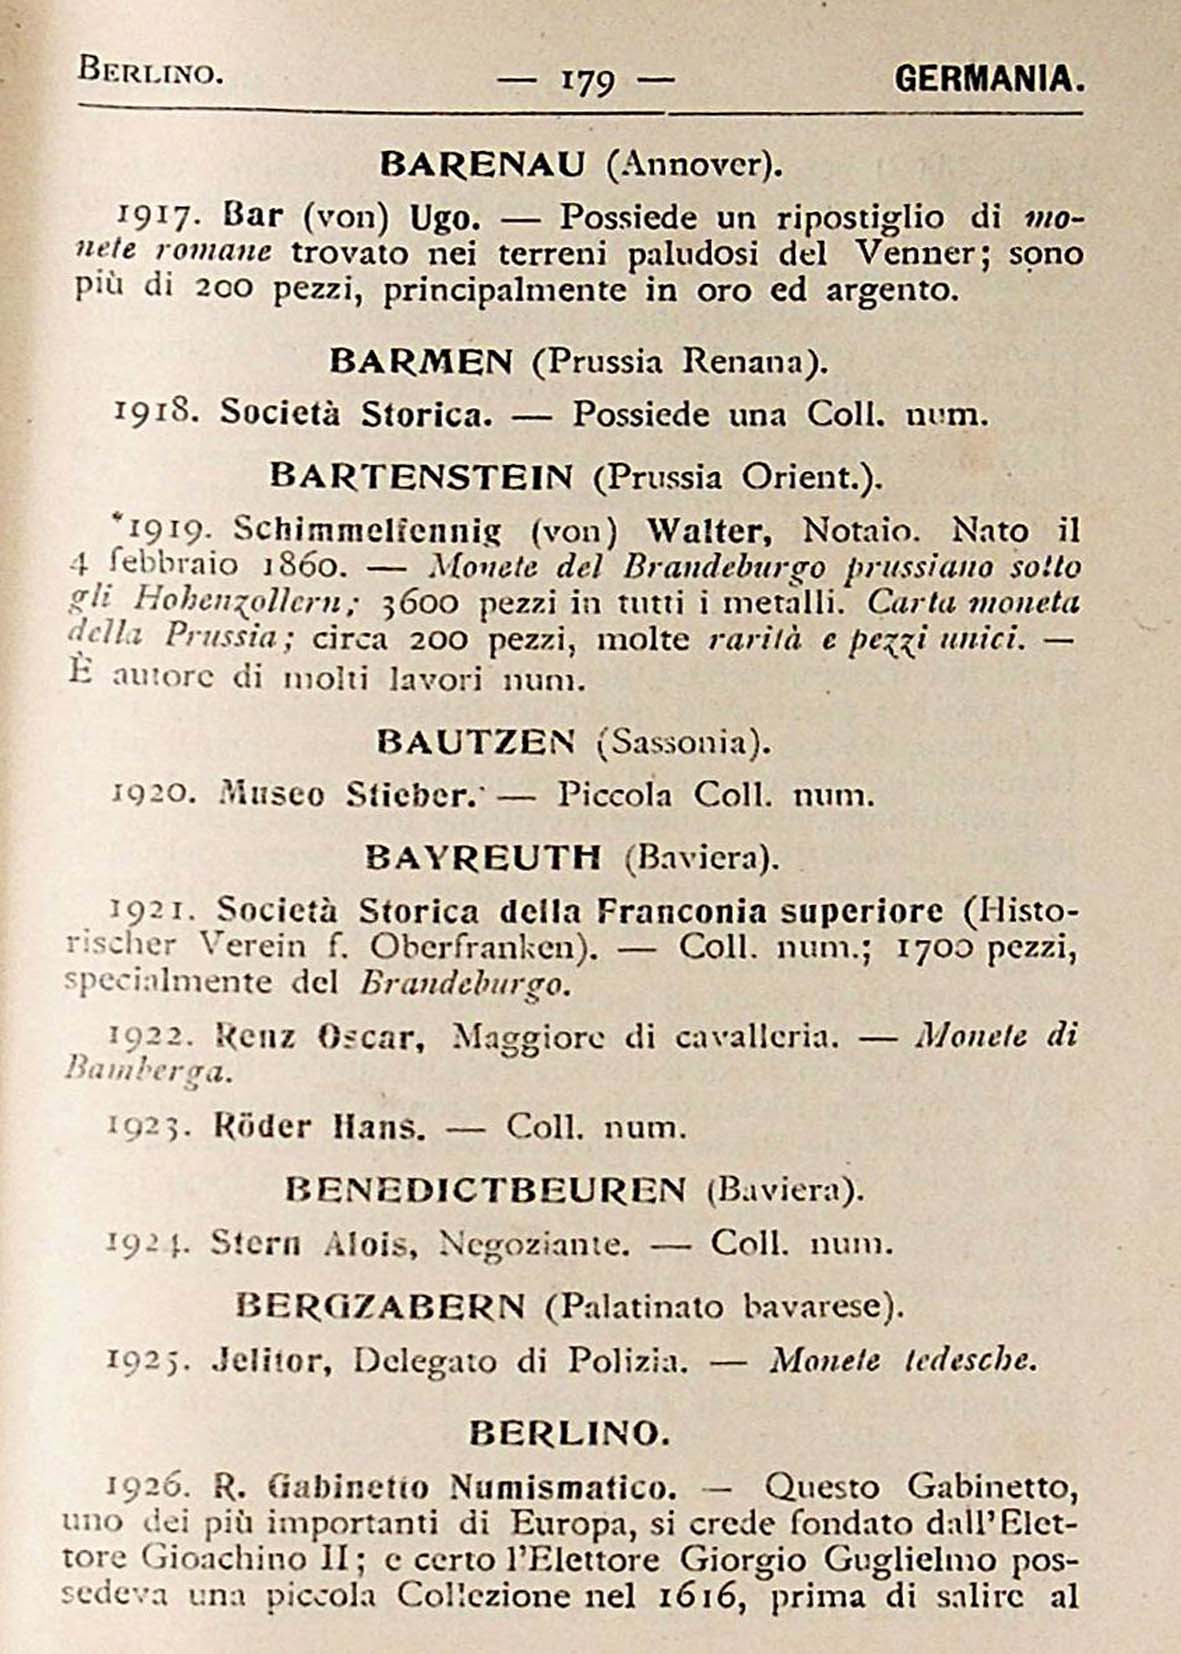 BERLINO. — 179 — GERMANIA.
BARENAU (Annover).
1917. Bar (von) Ugo. — Possiede un ripostiglio di mo-
nete romane trovato nei terreni paludosi del Venner; sono
più di 200 pezzi, principalmente in oro ed argento.
BARMEN (Prussia Renana).
1918. Società Storica. — Possiede una Coll. num.
BARTENSTEIN (Prussia Orient.).
*1919. Schimmelfennig (von) Walter, Notaio. Nato il
4 febbraio 1860. — Monete del Brandeburgo prussiano sotto
gli Hohenzollern; 3600 pezzi in tutti i metalli. Carta moneta
della Prussia; circa 200 pezzi, molte rarità e pezzi unici. —
È autore di molti lavori num.
BAUTZEN (Sassonia).
1920. Museo Stieber. — Piccola Coll. num.
BAYREUTH (Baviera).
1921. Società Storica della Franconia superiore (Histo-
rischer Verein f. Oberfranken). — Coll. num.; 1700 pezzi,
specialmente del Brandeburgo.
1922. Renz Oscar, Maggiore di cavalleria. — Monete di
Bamberga.
1923. Röder Hans. — Coll. num.
BENEDICTBEUREN (Baviera).
1924. Stern Alois, Negoziante. — Coll. num.
BERGZABERN (Palatinato bavarese).
1925. Jelitor, Delegato di Polizia. — Monete tedesche.
BERLINO.
1926. R. Gabinetto Numismatico. — Questo Gabinetto,
uno dei più importanti di Europa, si crede fondato dall'Elet-
tore Gioachino II; e certo l'Elettore Giorgio Guglielmo pos-
sedeva una piccola Collezione nel 1616, prima di salire al